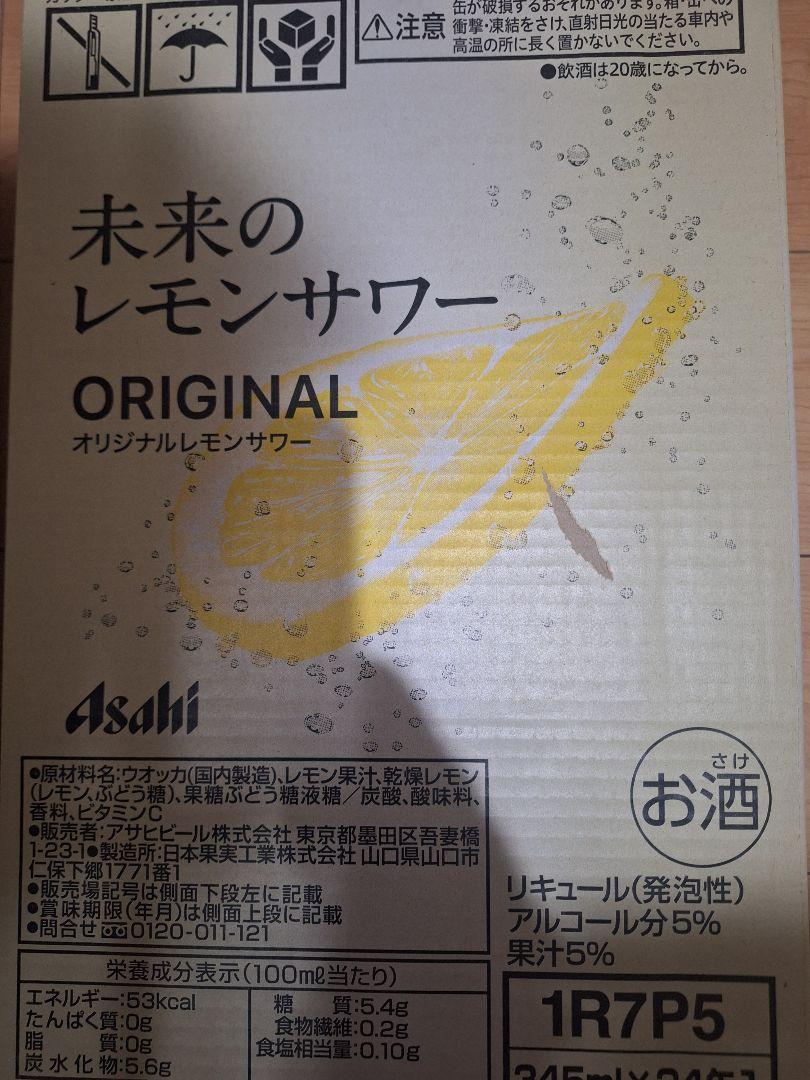 缶が破損するおそれがあります。箱・缶への
⚠注意 衝撃・凍結をさけ、直射日光の当たる車内や
高温の所に長く置かないでください。
●飲酒は20歳になってから。
未来の
レモンサワー
ORIGINAL
オリジナルレモンサワー
Asahi
●原材料名:ウオッカ(国内製造)、レモン果汁、乾燥レモン
(レモン、ぶどう糖)、果糖ぶどう糖液糖/炭酸、酸味料、
香料、ビタミンC
●販売者:アサヒビール株式会社 東京都墨田区吾妻橋
1-23-1●製造所:日本果実工業株式会社 山口県山口市
仁保下郷1771番1
●販売場記号は側面下段左に記載
●賞味期限(年月)は側面上段に記載
●問合せ 0120-011-121
さけ
お酒
リキュール(発泡性)
アルコール分5%
果汁5%
栄養成分表示(100mℓ当たり)
エネルギー:53kcal
たんぱく質:0g
脂質:0g
炭水化物:5.6g
糖質:5.4g
食物繊維:0.2g
食塩相当量:0.10g
1R7P5
345ml×24缶入